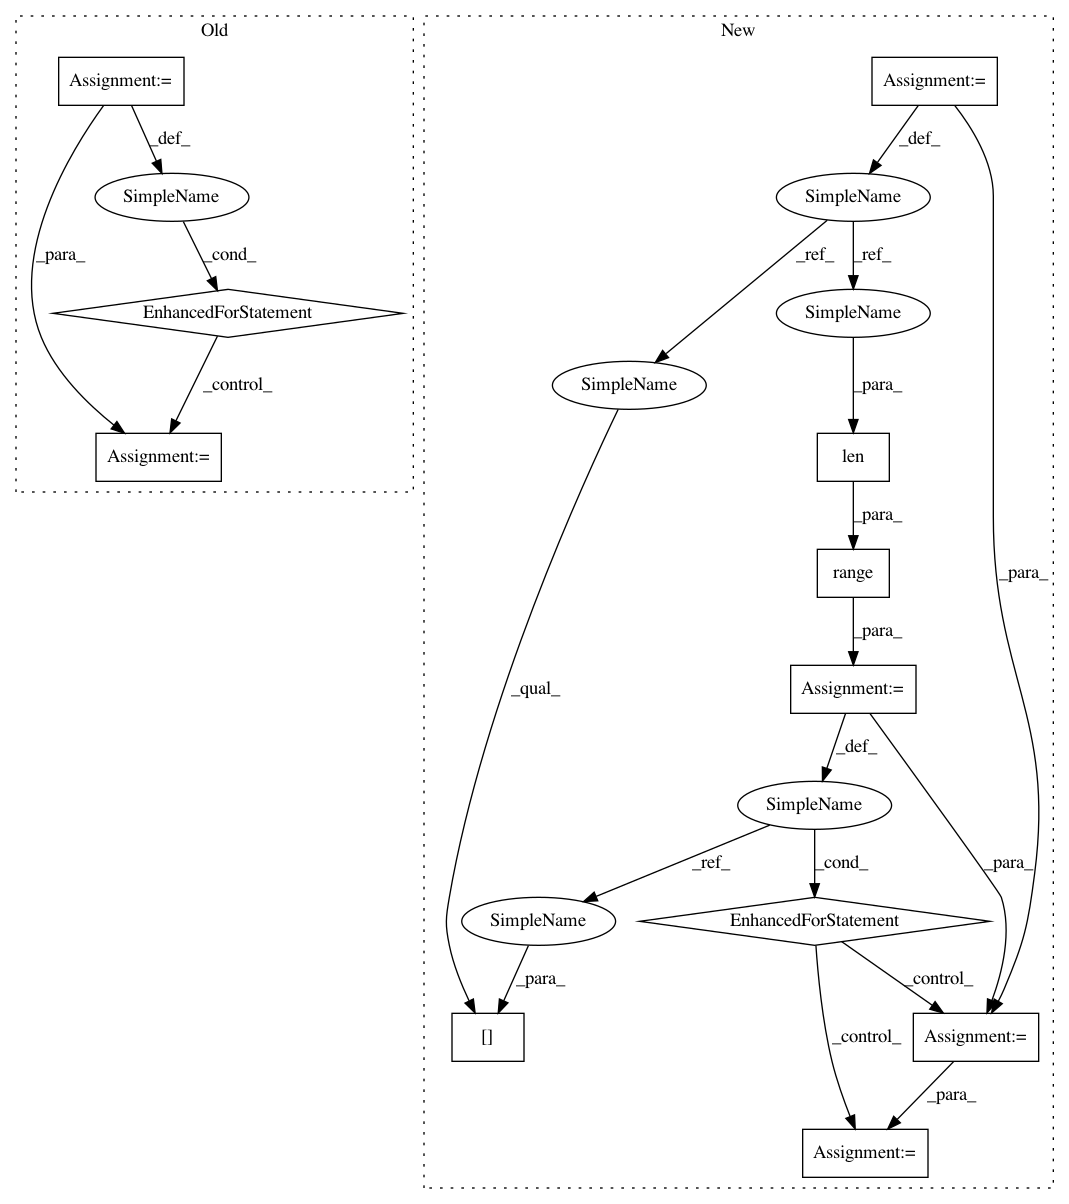 Old
New
Assignment:=
Assignment:=
_def_
_def_
SimpleName
SimpleName
_para_
_cond_
_ref_
_ref_
EnhancedForStatement
SimpleName
SimpleName
_control_
_para_
Assignment:=
len
_para_
range
_para_
_para_
_qual_
Assignment:=
_def_
SimpleName
_ref_
_cond_
_para_
SimpleName
EnhancedForStatement
_para_
_control_
[]
_control_
Assignment:=
_para_
Assignment:=